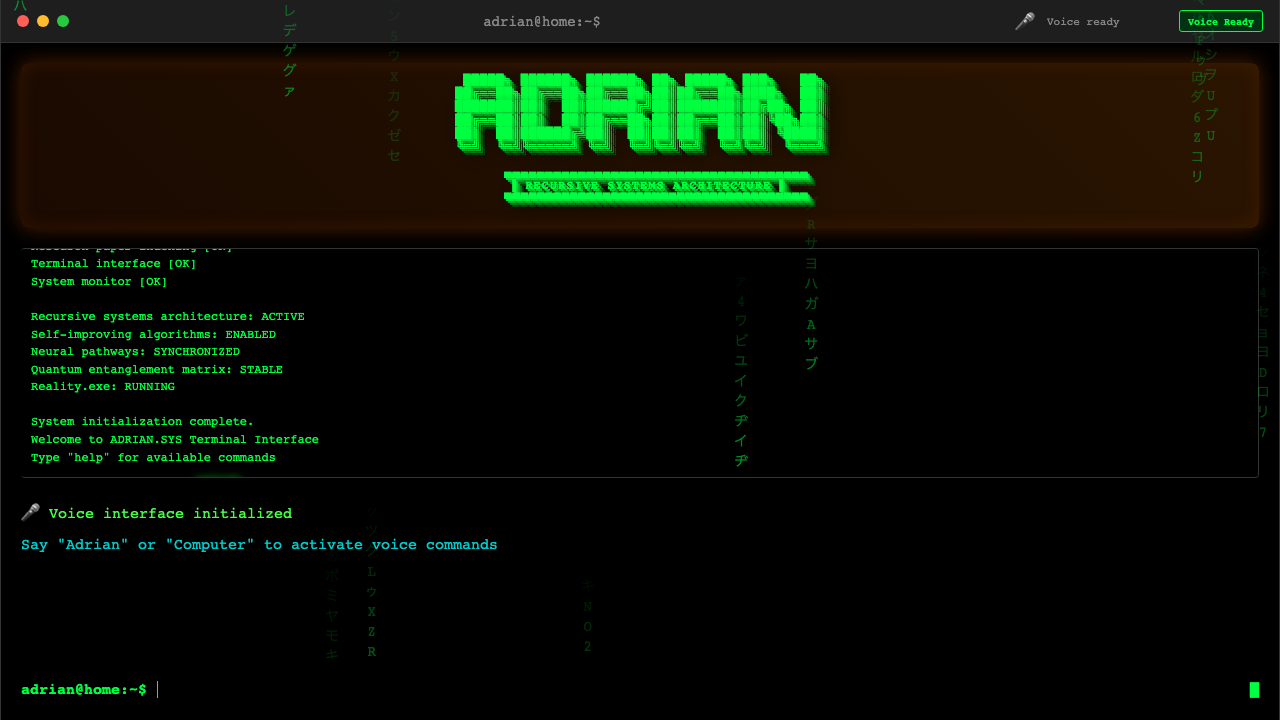 adrian@home:~$
Voice ready
Voice Ready
ADRIAN
RECURSIVE SYSTEMS ARCHITECTURE
Terminal interface [OK]
System monitor [OK]
Recursive systems architecture: ACTIVE
Self-improving algorithms: ENABLED
Neural pathways: SYNCHRONIZED
Quantum entanglement matrix: STABLE
Reality.exe: RUNNING
System initialization complete.
Welcome to ADRIAN.SYS Terminal Interface
Type "help" for available commands
Voice interface initialized
Say "Adrian" or "Computer" to activate voice commands
adrian@home:~$